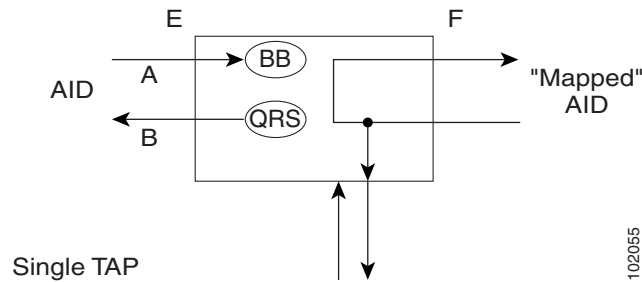 E
F
A
BB
AID
"Mapped"
AID
QRS
B
Single TAP
102055